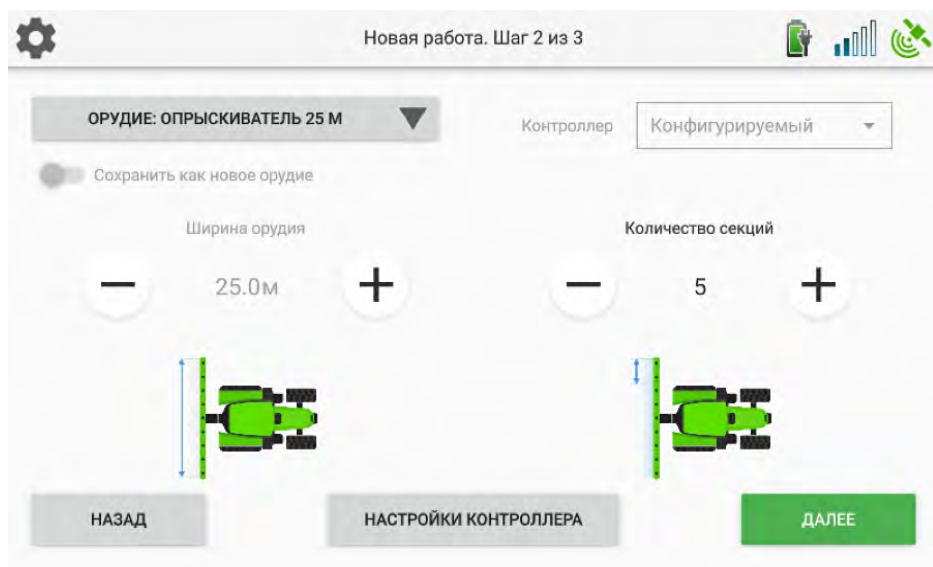 Новая работа. Шаг 2 из 3
ОРУДИЕ: ОПРЫСКИВАТЕЛЬ 25 М
Контроллер
Конфигурируемый
Сохранить как новое орудие
Ширина орудия
Количество секций
25.0м
5
НАЗАД
НАСТРОЙКИ КОНТРОЛЛЕРА
ДАЛЕЕ